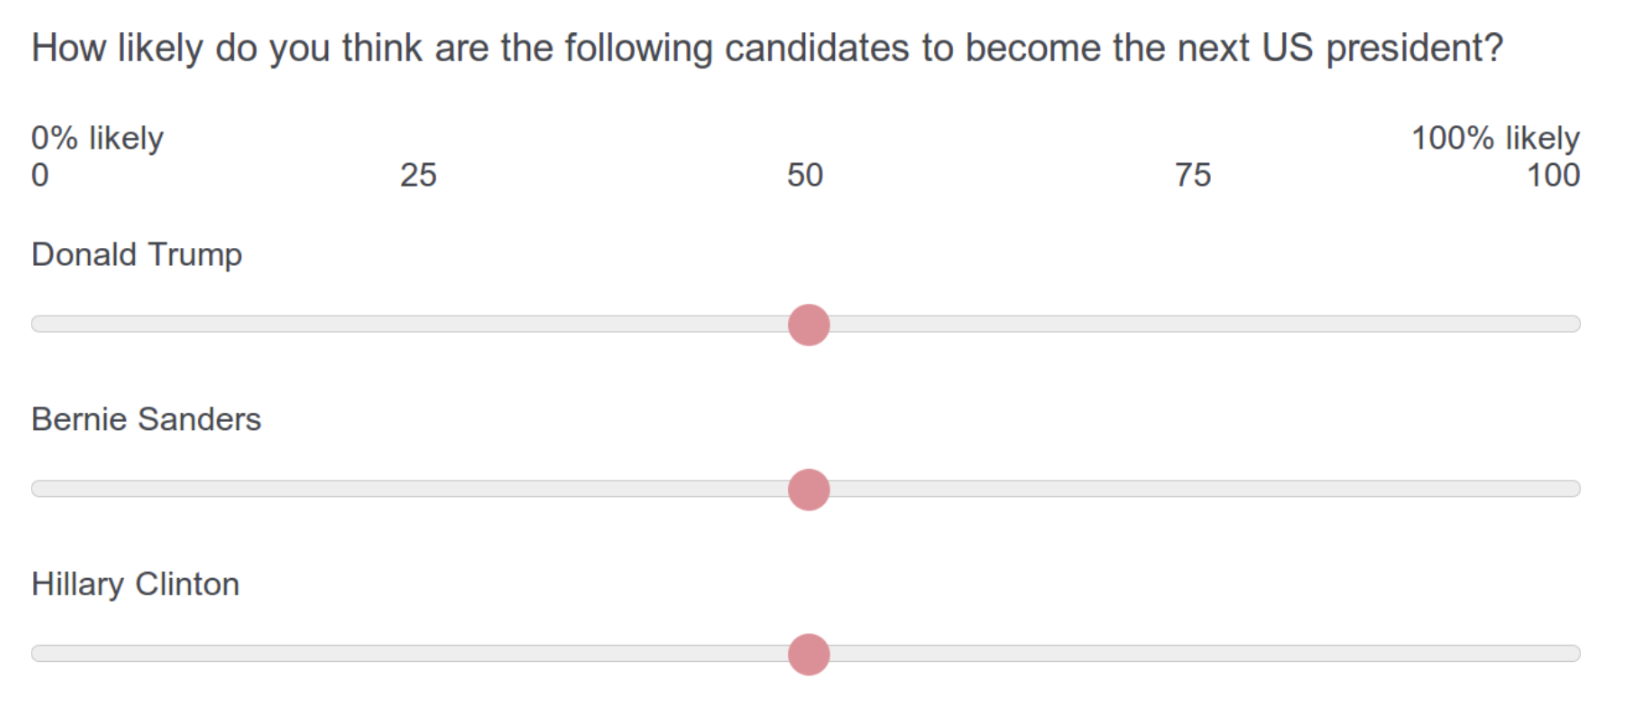 How likely do you think are the following candidates to become the next US president?
0% likely 100% likely
0 25 50 75 100
Donald Trump
Bernie Sanders
Hillary Clinton